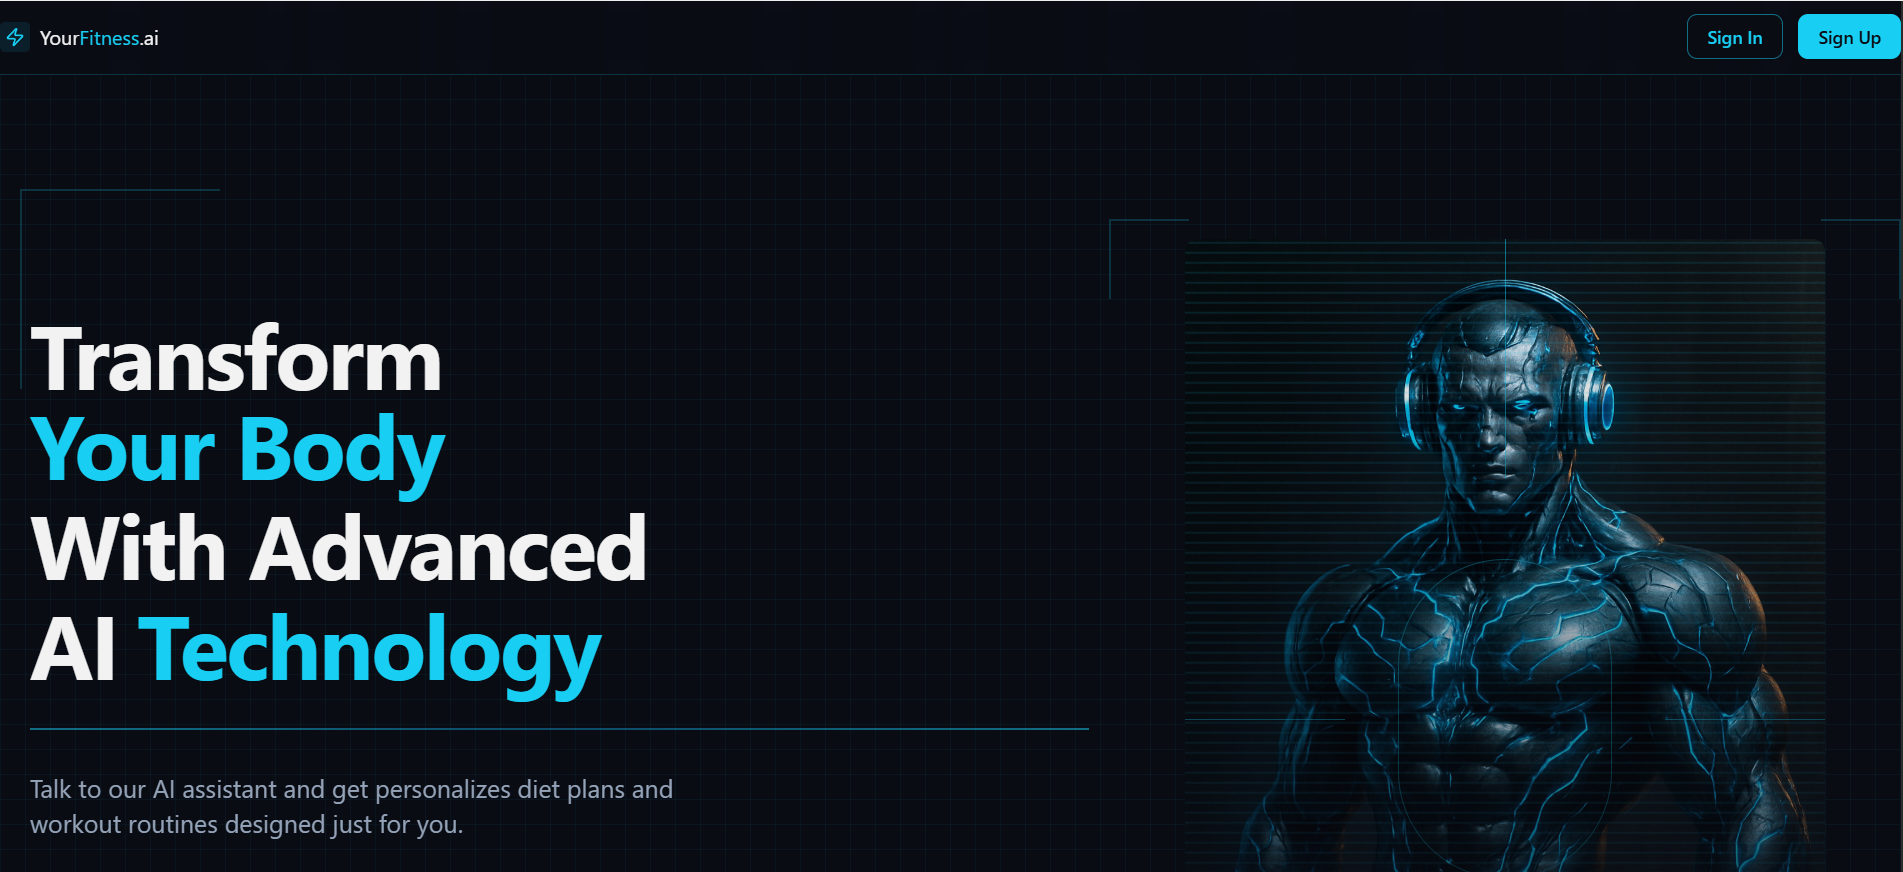 YourFitness.ai
Sign In
Sign Up
Transform
Your Body
With Advanced
AI Technology
Talk to our AI assistant and get personalizes diet plans and
workout routines designed just for you.